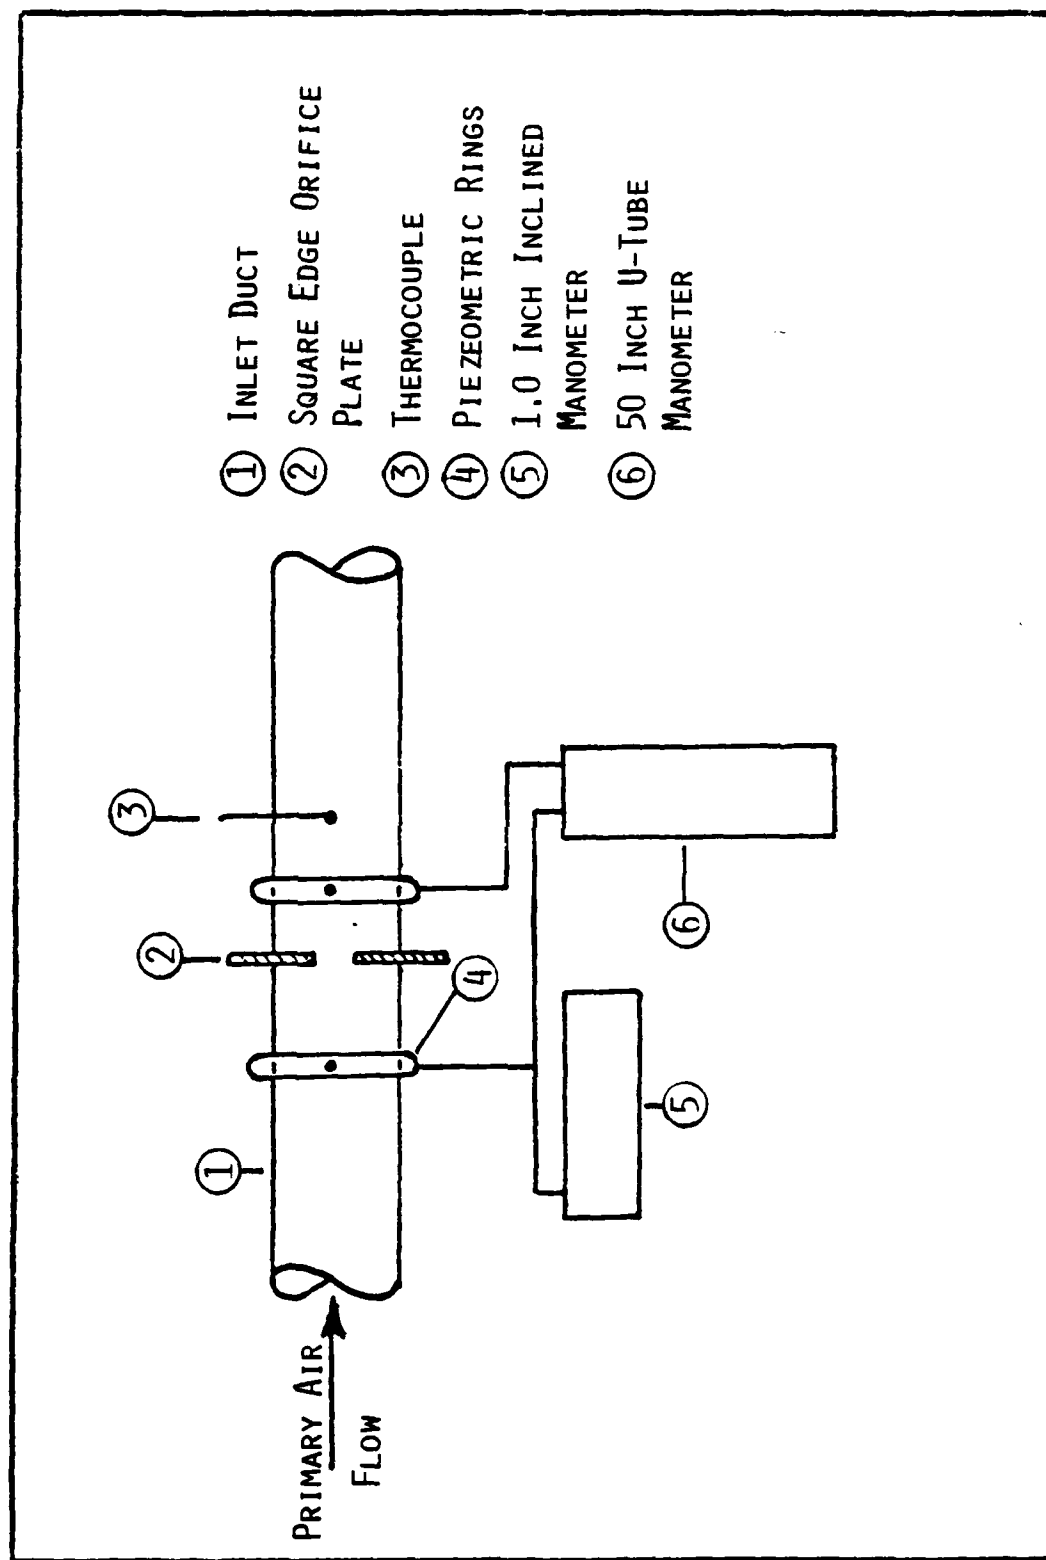 PRIMARY AIR
FLOW
1
2
3
4
5
6
1 INLET DUCT
2 SQUARE EDGE ORIFICE
PLATE
3 THERMOCOUPLE
4 PIEZEOMETRIC RINGS
5 1.0 INCH INCLINED
MANOMETER
6 50 INCH U-TUBE
MANOMETER